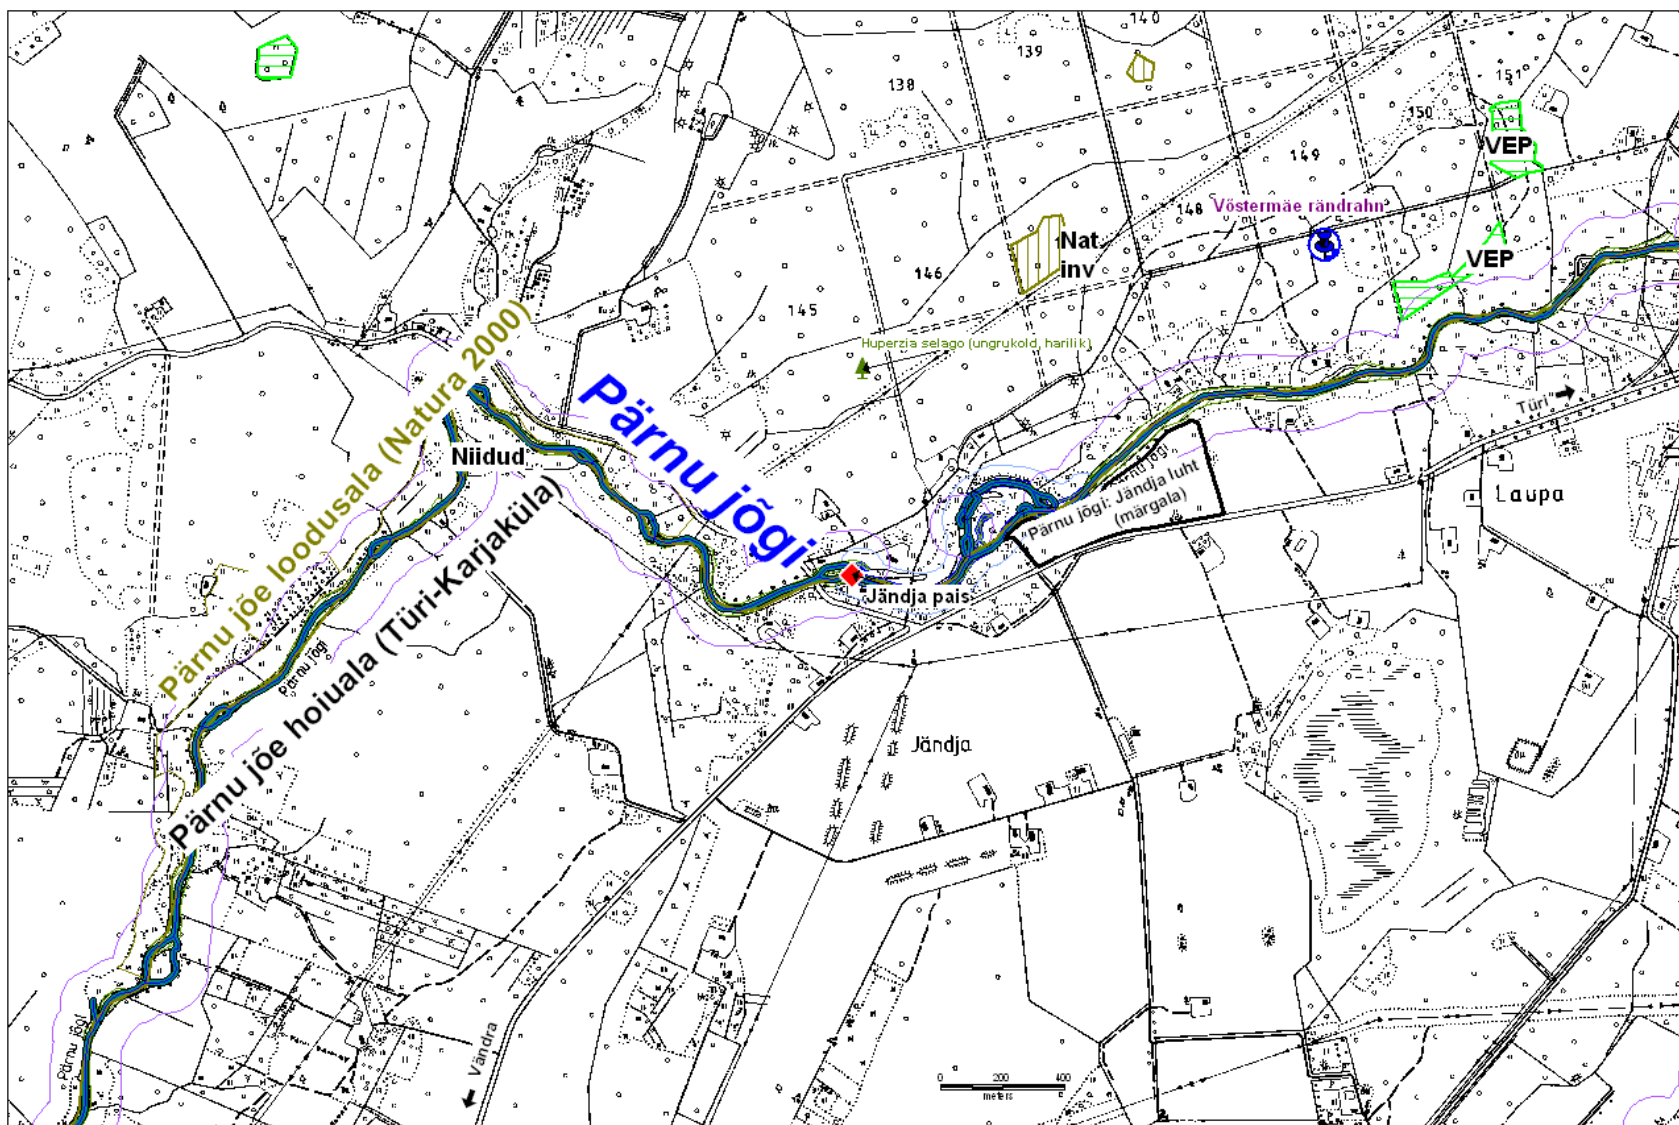 140
139
138
151
150
VEP
149
148
Võstermäe rändrahn
A
VEP
Nat.
inv
146
145
Huperzia selago (ungrukold, harilik)
Pärnu jõe loodusala (Natura 2000)
Pärnu jõgi
Niidud
Türi
Laupa
Pärnu jõgi: Jändja luht
(märgala)
Jändja pais
Pärnu jõe hoiuala (Türi-Karjaküla)
Pärnu jõgi
Jändja
Pärnu jõgi
Vändra
0 200 400
meters